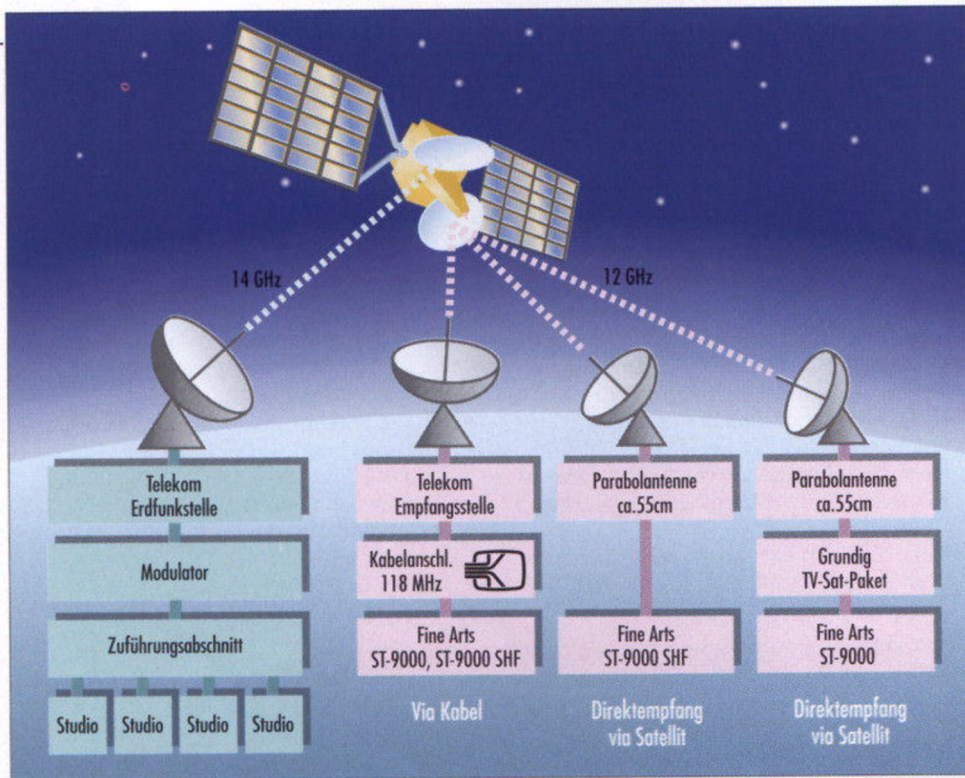 14 GHz
12 GHz
Telekom
Erdfunkstelle
Modulator
Zuführungsabschnitt
Studio
Studio
Studio
Studio
Telekom
Empfangsstelle
Kabelanschl.
118 MHz
Fine Arts
ST-9000, ST-9000 SHF
Via Kabel
Parabolantenne
ca.55cm
Fine Arts
ST-9000 SHF
Direktempfang
via Satellit
Parabolantenne
ca.55cm
Grundig
TV-Sat-Paket
Fine Arts
ST-9000
Direktempfang
via Satellit